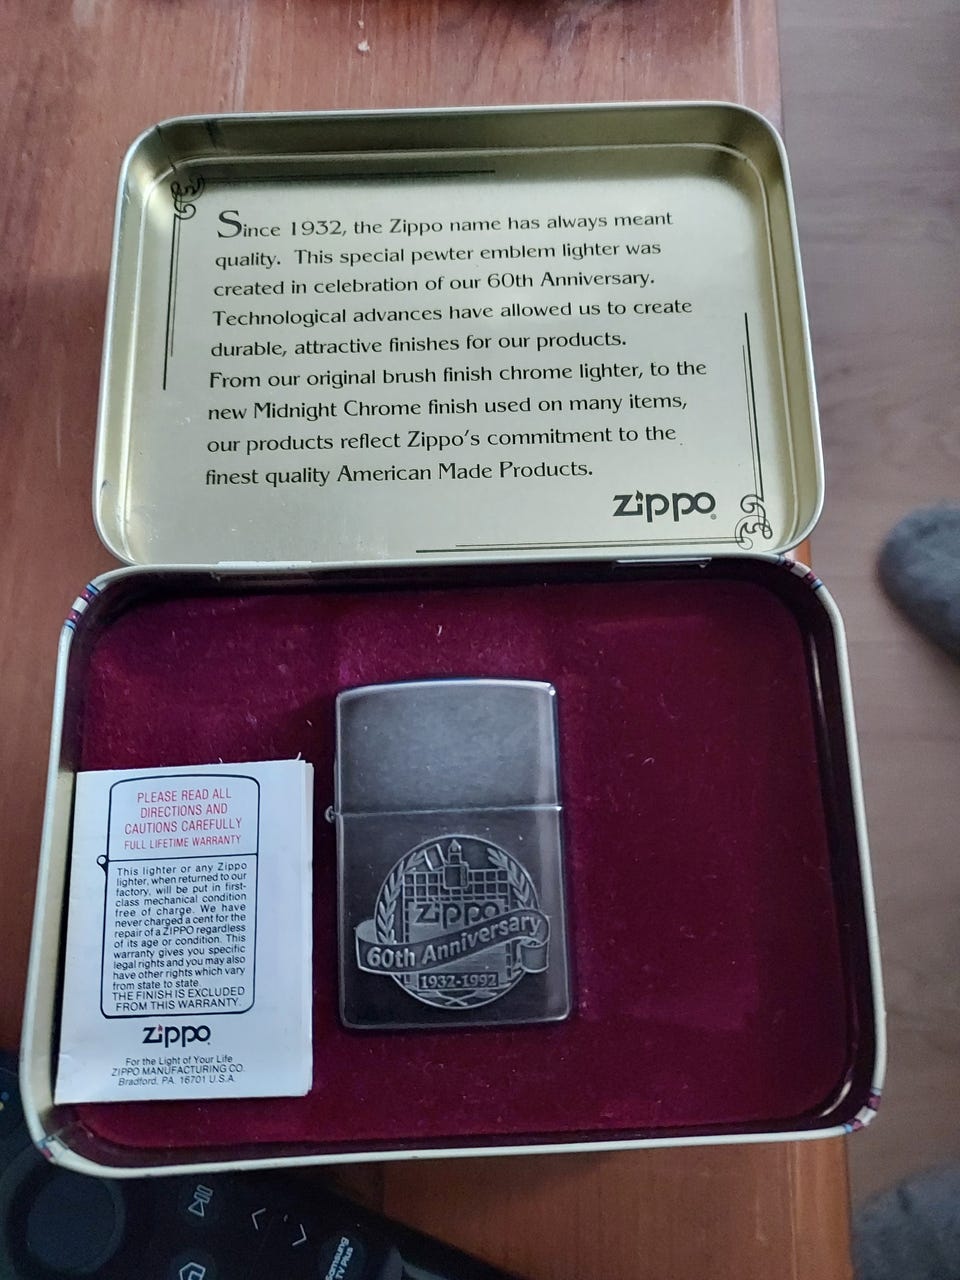 Since 1932, the Zippo name has always meant
quality. This special pewter emblem lighter was
created in celebration of our 60th Anniversary.
Technological advances have allowed us to create
durable, attractive finishes for our products.
From our original brush finish chrome lighter, to the
new Midnight Chrome finish used on many items,
our products reflect Zippo's commitment to the
finest quality American Made Products.
zippo®
PLEASE READ ALL
DIRECTIONS AND
CAUTIONS CAREFULLY
FULL LIFETIME WARRANTY
This lighter or any Zippo
lighter, when returned to our
factory, will be put in first-
class mechanical condition
free of charge. We have
never charged a cent for the
repair of a ZIPPO regardless
of its age or condition. This
warranty gives you specific
legal rights and you may also
have other rights which vary
from state to state.
THE FINISH IS EXCLUDED
FROM THIS WARRANTY.
zippo®
For the Light of Your Life
ZIPPO MANUFACTURING CO.
Bradford, PA. 16701 U.S.A.
zippo
60th Anniversary
1932-1992
Samsung
TV Plus